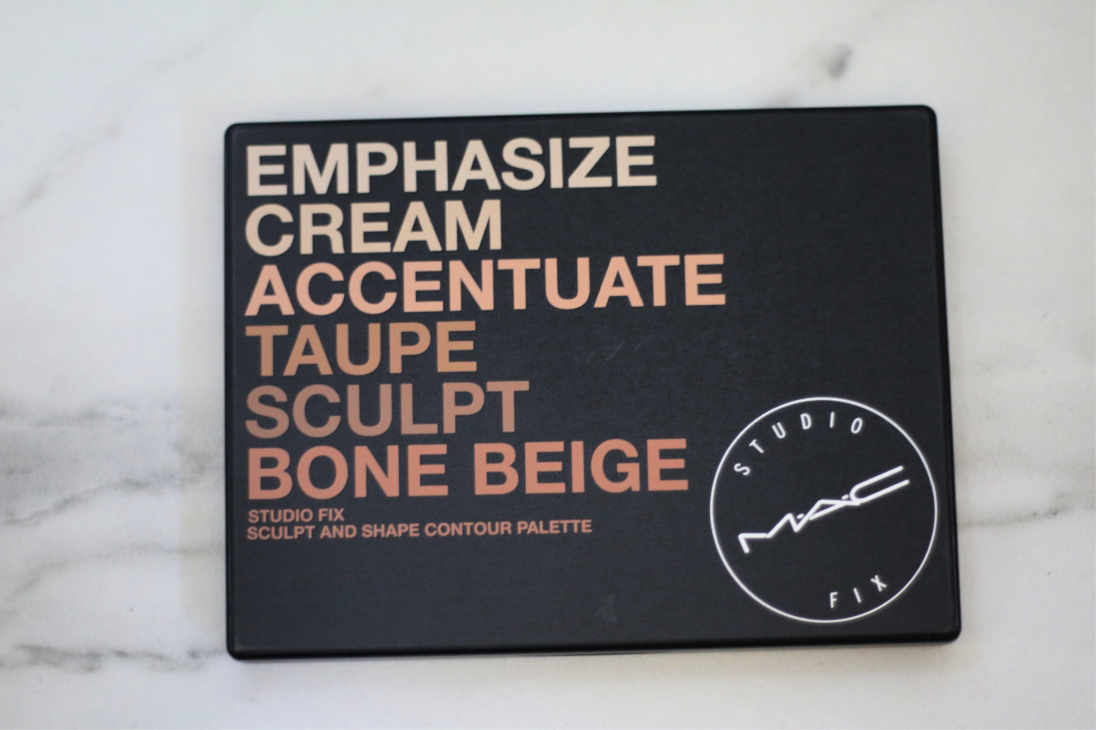 EMPHASIZE
CREAM
ACCENTUATE
TAUPE
SCULPT
BONE BEIGE
STUDIO FIX
SCULPT AND SHAPE CONTOUR PALETTE
STUDIO
M·A·C
FIX